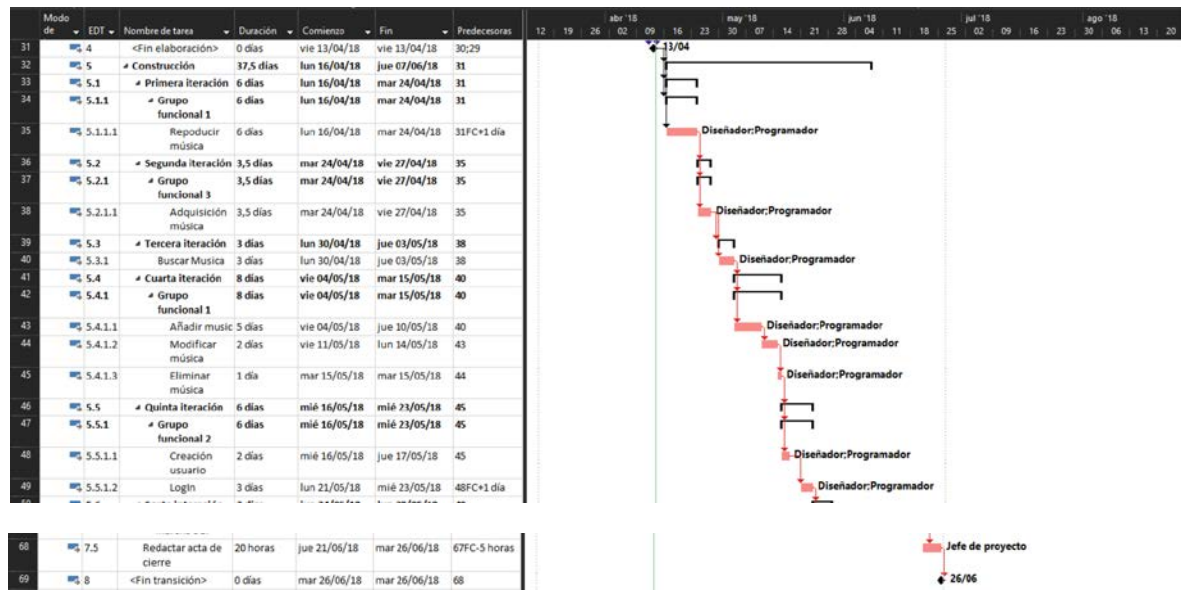 Modo de EDT Nombre de tarea Duración Comienzo Fin Predecesoras
abr '18 may '18 jun '18 jul '18 ago '18
12 19 26 02 09 16 23 30 07 14 21 28 04 11 18 25 02 09 16 23 30 06 13 20
31 4 <Fin elaboración> 0 días vie 13/04/18 vie 13/04/18 30;29 13/04
32 5 Construcción 37,5 días lun 16/04/18 jue 07/06/18 31
33 5.1 Primera iteración 6 días lun 16/04/18 mar 24/04/18 31
34 5.1.1 Grupo funcional 1 6 días lun 16/04/18 mar 24/04/18 31
35 5.1.1.1 Repoducir música 6 días lun 16/04/18 mar 24/04/18 31FC+1 día Diseñador;Programador
36 5.2 Segunda iteración 3,5 días mar 24/04/18 vie 27/04/18 35
37 5.2.1 Grupo funcional 3 3,5 días mar 24/04/18 vie 27/04/18 35
38 5.2.1.1 Adquisición música 3,5 días mar 24/04/18 vie 27/04/18 35 Diseñador;Programador
39 5.3 Tercera iteración 3 días lun 30/04/18 jue 03/05/18 38
40 5.3.1 Buscar Musica 3 días lun 30/04/18 jue 03/05/18 38 Diseñador;Programador
41 5.4 Cuarta iteración 8 días vie 04/05/18 mar 15/05/18 40
42 5.4.1 Grupo funcional 1 8 días vie 04/05/18 mar 15/05/18 40
43 5.4.1.1 Añadir music 5 días vie 04/05/18 jue 10/05/18 40 Diseñador;Programador
44 5.4.1.2 Modificar música 2 días vie 11/05/18 lun 14/05/18 43 Diseñador;Programador
45 5.4.1.3 Eliminar música 1 día mar 15/05/18 mar 15/05/18 44 Diseñador;Programador
46 5.5 Quinta iteración 6 días mié 16/05/18 mié 23/05/18 45
47 5.5.1 Grupo funcional 2 6 días mié 16/05/18 mié 23/05/18 45
48 5.5.1.1 Creación usuario 2 días mié 16/05/18 jue 17/05/18 45 Diseñador;Programador
49 5.5.1.2 LogIn 3 días lun 21/05/18 mié 23/05/18 48FC+1 día Diseñador;Programador
68 7.5 Redactar acta de cierre 20 horas jue 21/06/18 mar 26/06/18 67FC-5 horas Jefe de proyecto
69 8 <Fin transición> 0 días mar 26/06/18 mar 26/06/18 68 26/06